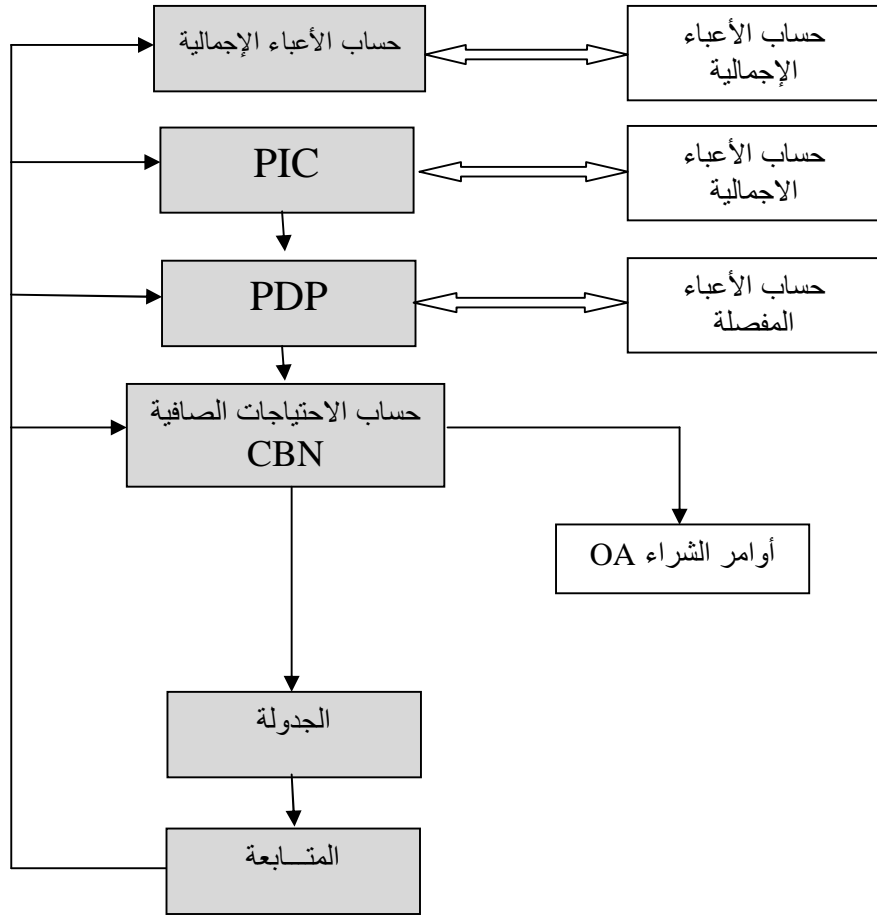 حساب الأعباء الإجمالية
حساب الأعباء
الإجمالية
PIC
حساب الأعباء
الاجمالية
PDP
حساب الأعباء
المفصلة
حساب الاحتياجات الصافية
CBN
أوامر الشراء OA
الجدولة
المتـــابعة